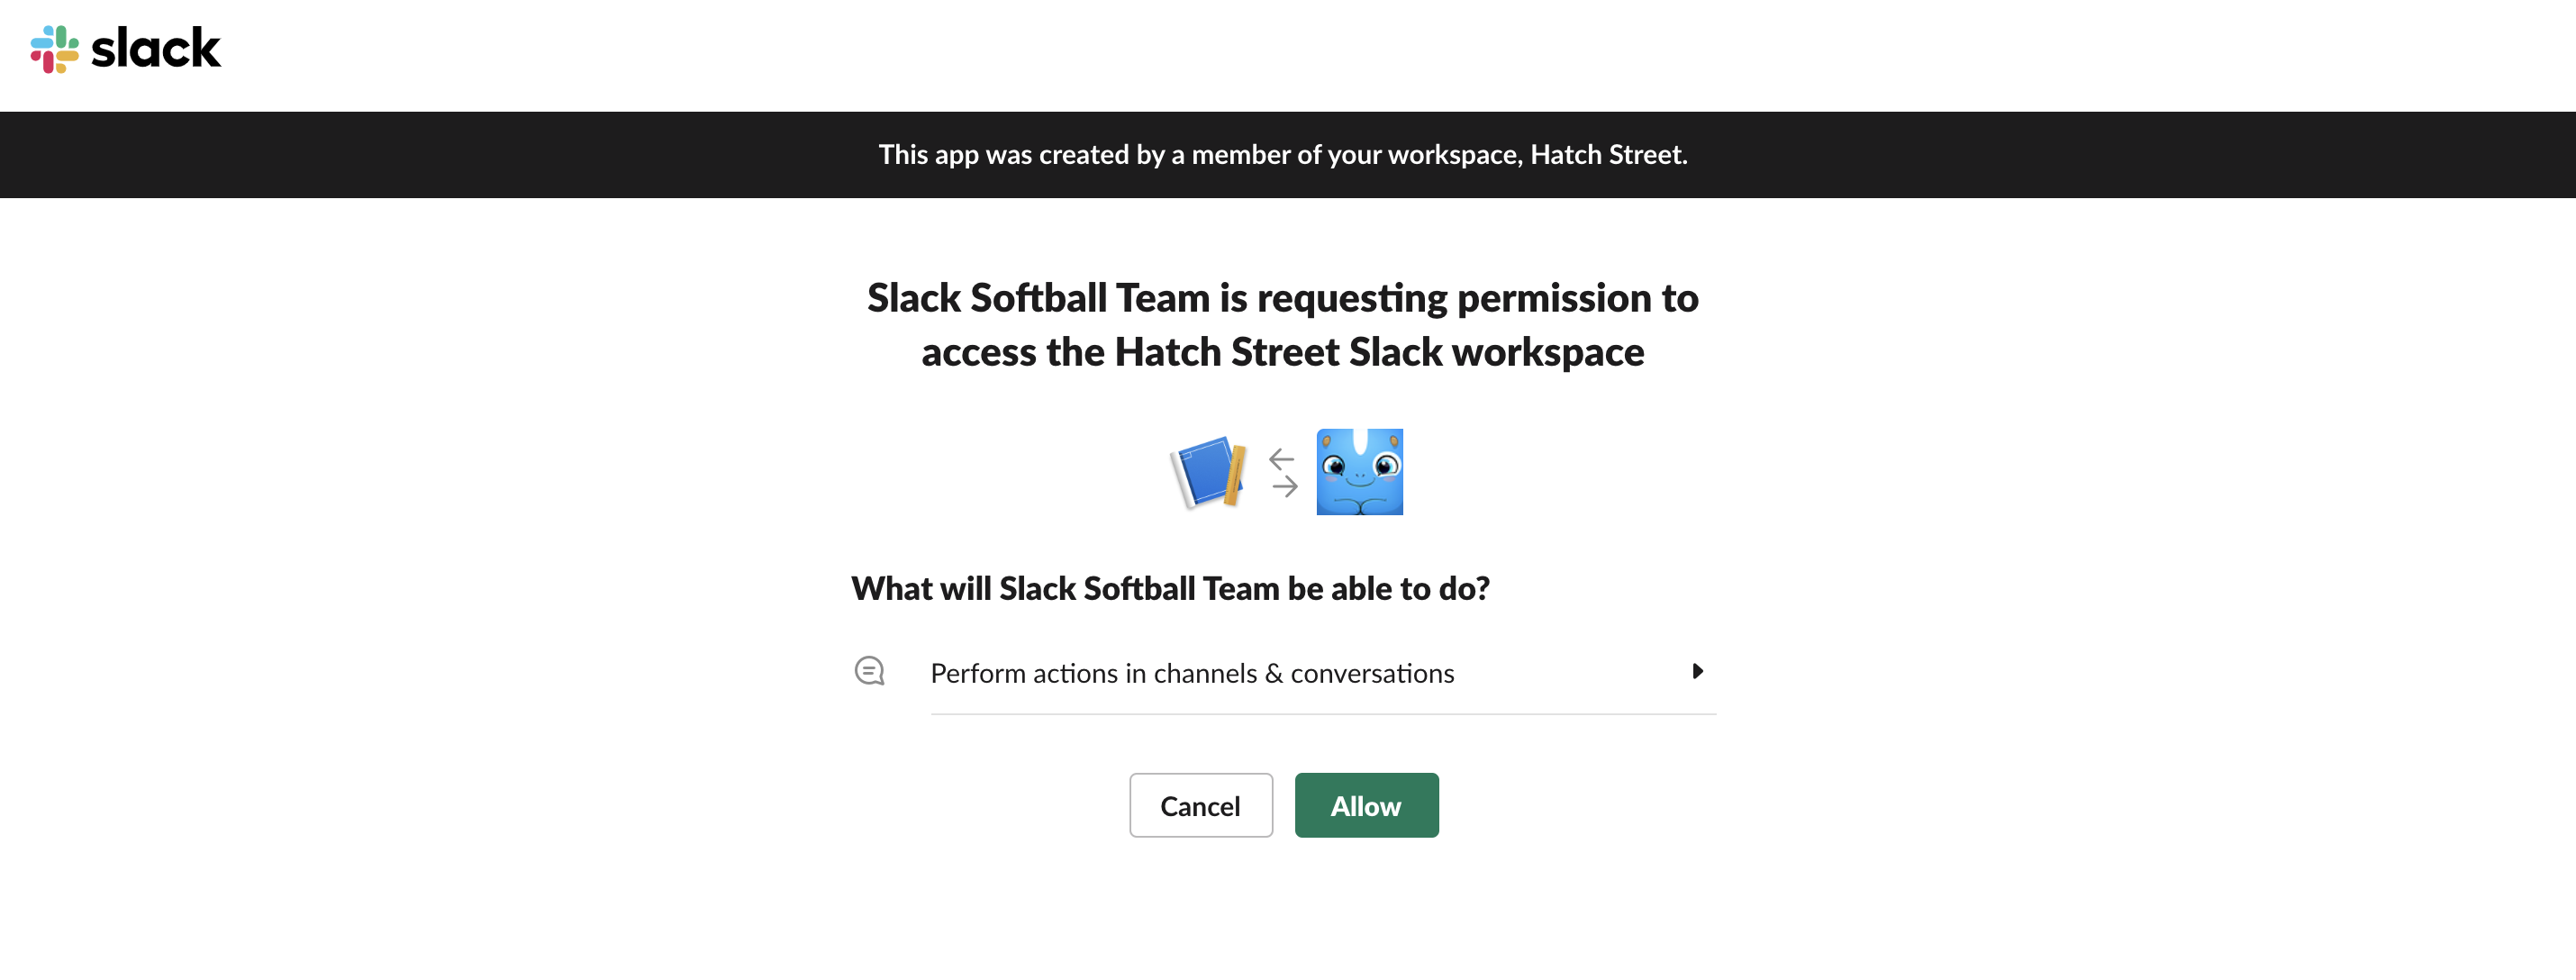 slack
This app was created by a member of your workspace, Hatch Street.
Slack Softball Team is requesting permission to
access the Hatch Street Slack workspace
What will Slack Softball Team be able to do?
Perform actions in channels & conversations
Cancel
Allow